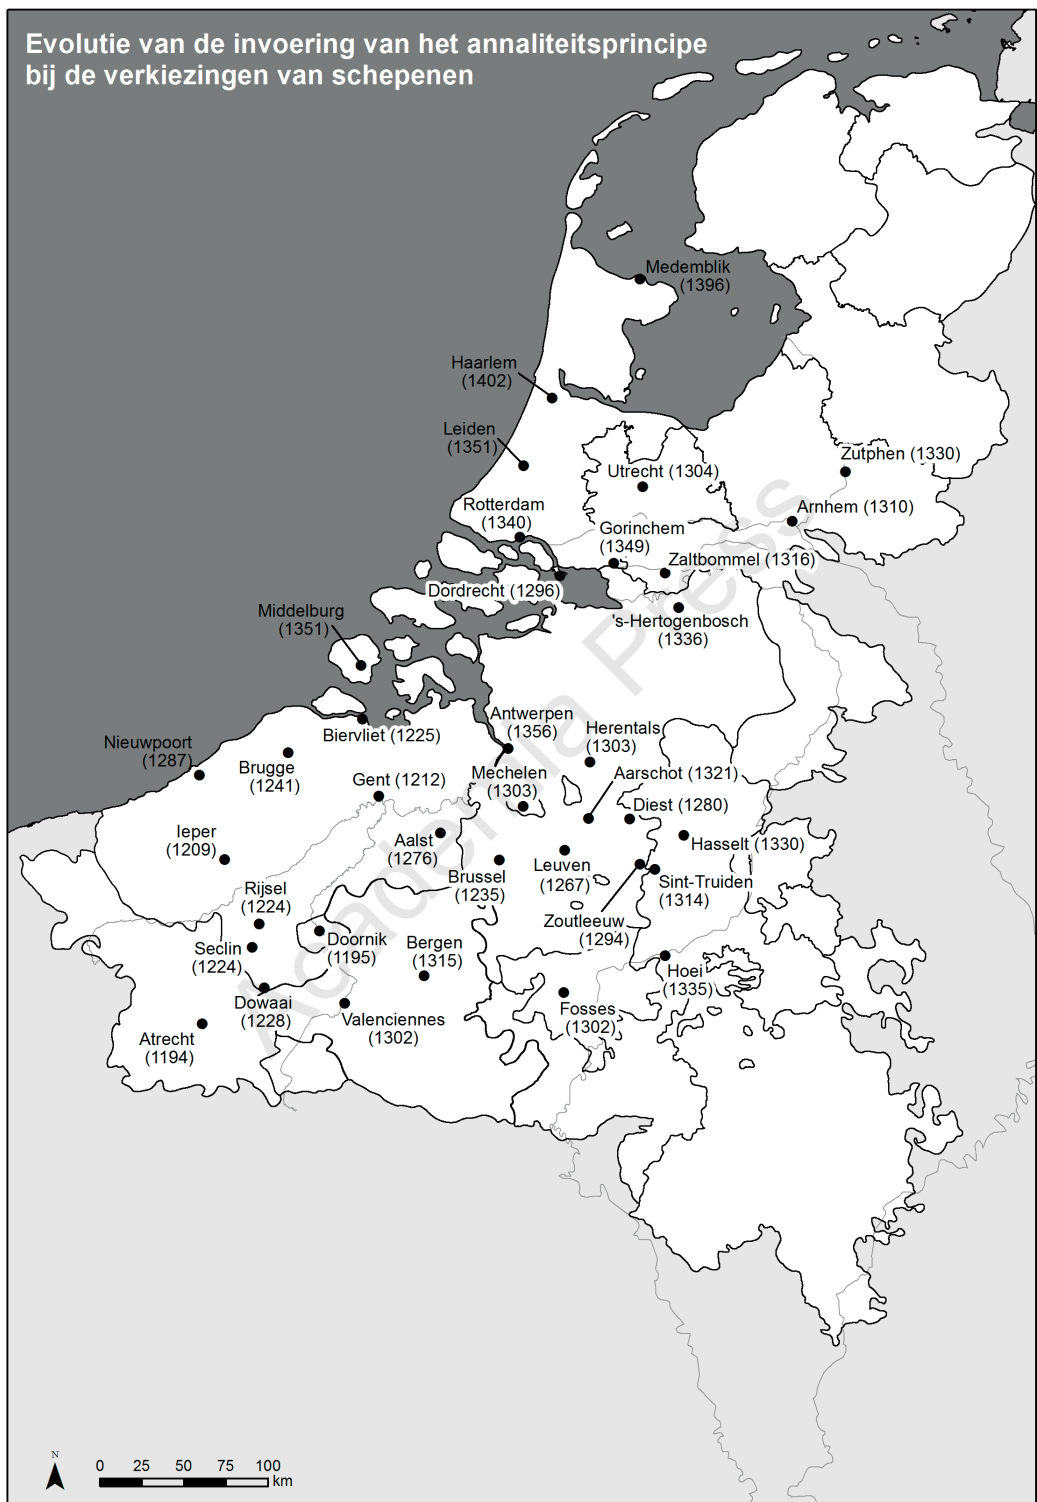 Evolutie van de invoering van het annaliteitsprincipe
bij de verkiezingen van schepenen
Medemblik
(1396)
Haarlem
(1402)
Leiden
(1351)
Zutphen (1330)
Utrecht (1304)
Rotterdam
(1340)
Arnhem (1310)
Gorinchem
(1349)
Zaltbommel (1316)
Dordrecht (1296)
Middelburg
(1351)
's-Hertogenbosch
(1336)
Antwerpen
(1356)
Herentals
(1303)
Biervliet (1225)
Nieuwpoort
(1287)
Brugge
(1241)
Gent (1212)
Mechelen
(1303)
Aarschot (1321)
Diest (1280)
Ieper
(1209)
Aalst
(1276)
Hasselt (1330)
Brussel
(1235)
Leuven
(1267)
Sint-Truiden
(1314)
Rijsel
(1224)
Zoutleeuw
(1294)
Seclin
(1224)
Doornik
(1195)
Bergen
(1315)
Hoei
(1335)
Dowaai
(1228)
Valenciennes
(1302)
Fosses
(1302)
Atrecht
(1194)
Academia Press
N
0 25 50 75 100
km